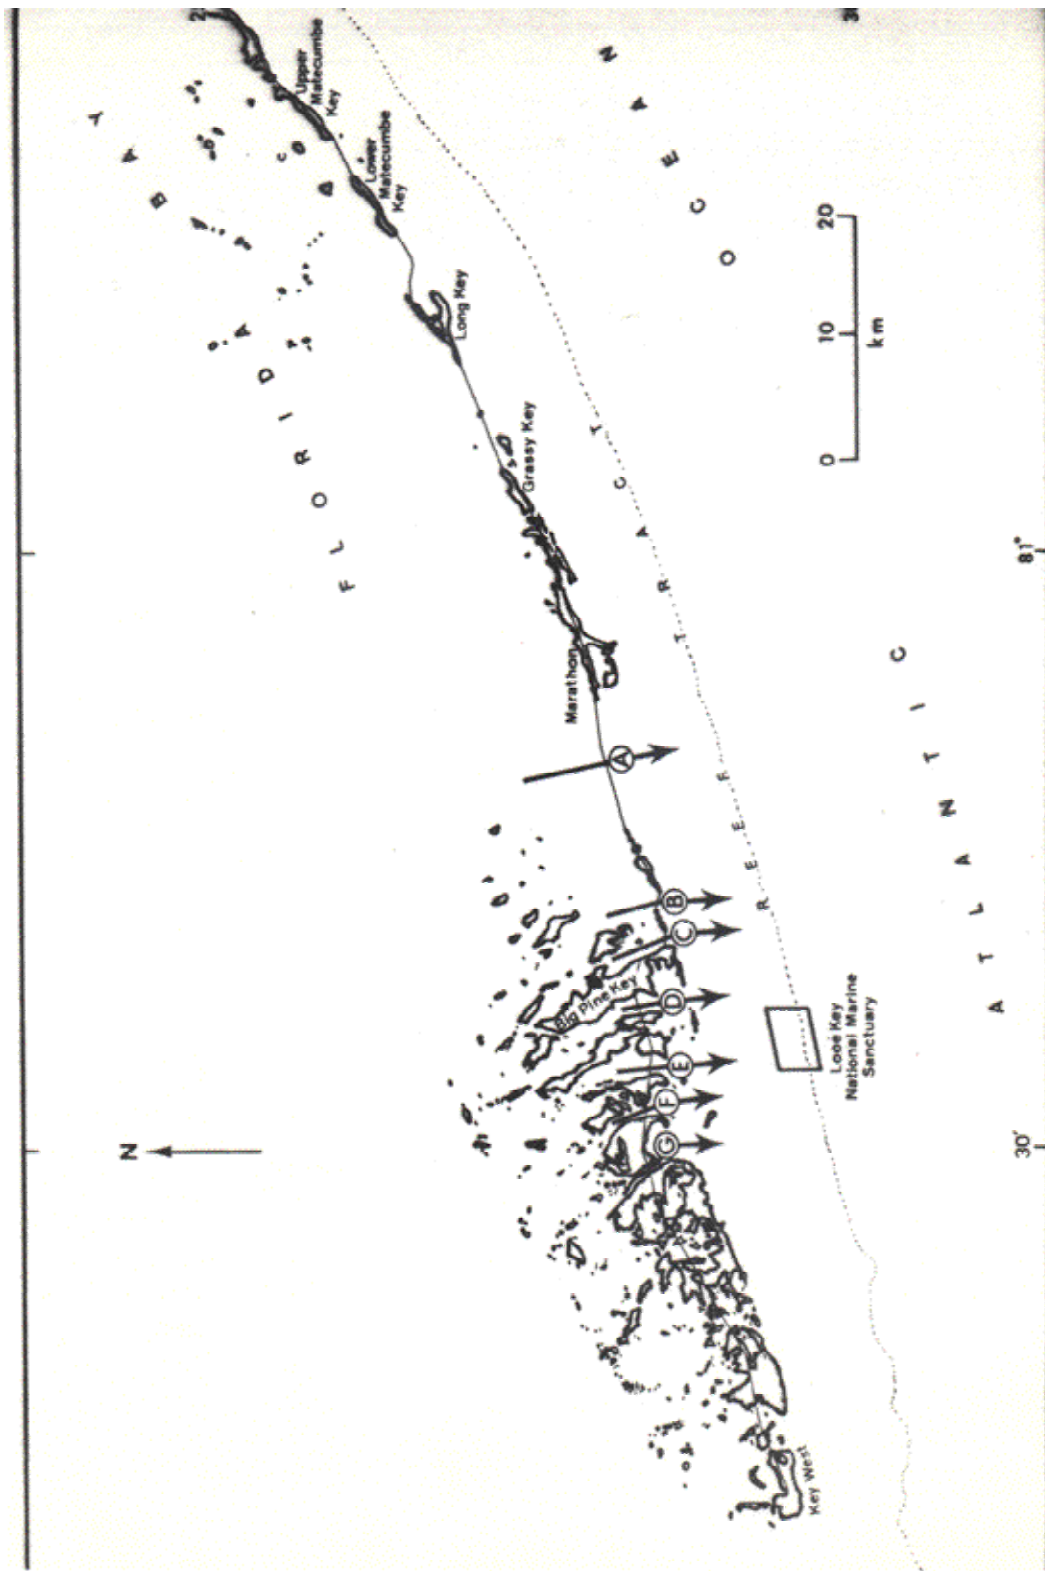 FLORIDA BAY
Upper
Matecumbe
Key
Lower
Matecumbe
Key
Long Key
Grassy Key
Marathon
Big Pine Key
Key West
A
B
C
D
E
F
G
REEF TRACT
Looe Key
National Marine
Sanctuary
ATLANTIC OCEAN
N
0 10 20
km
81°
30′